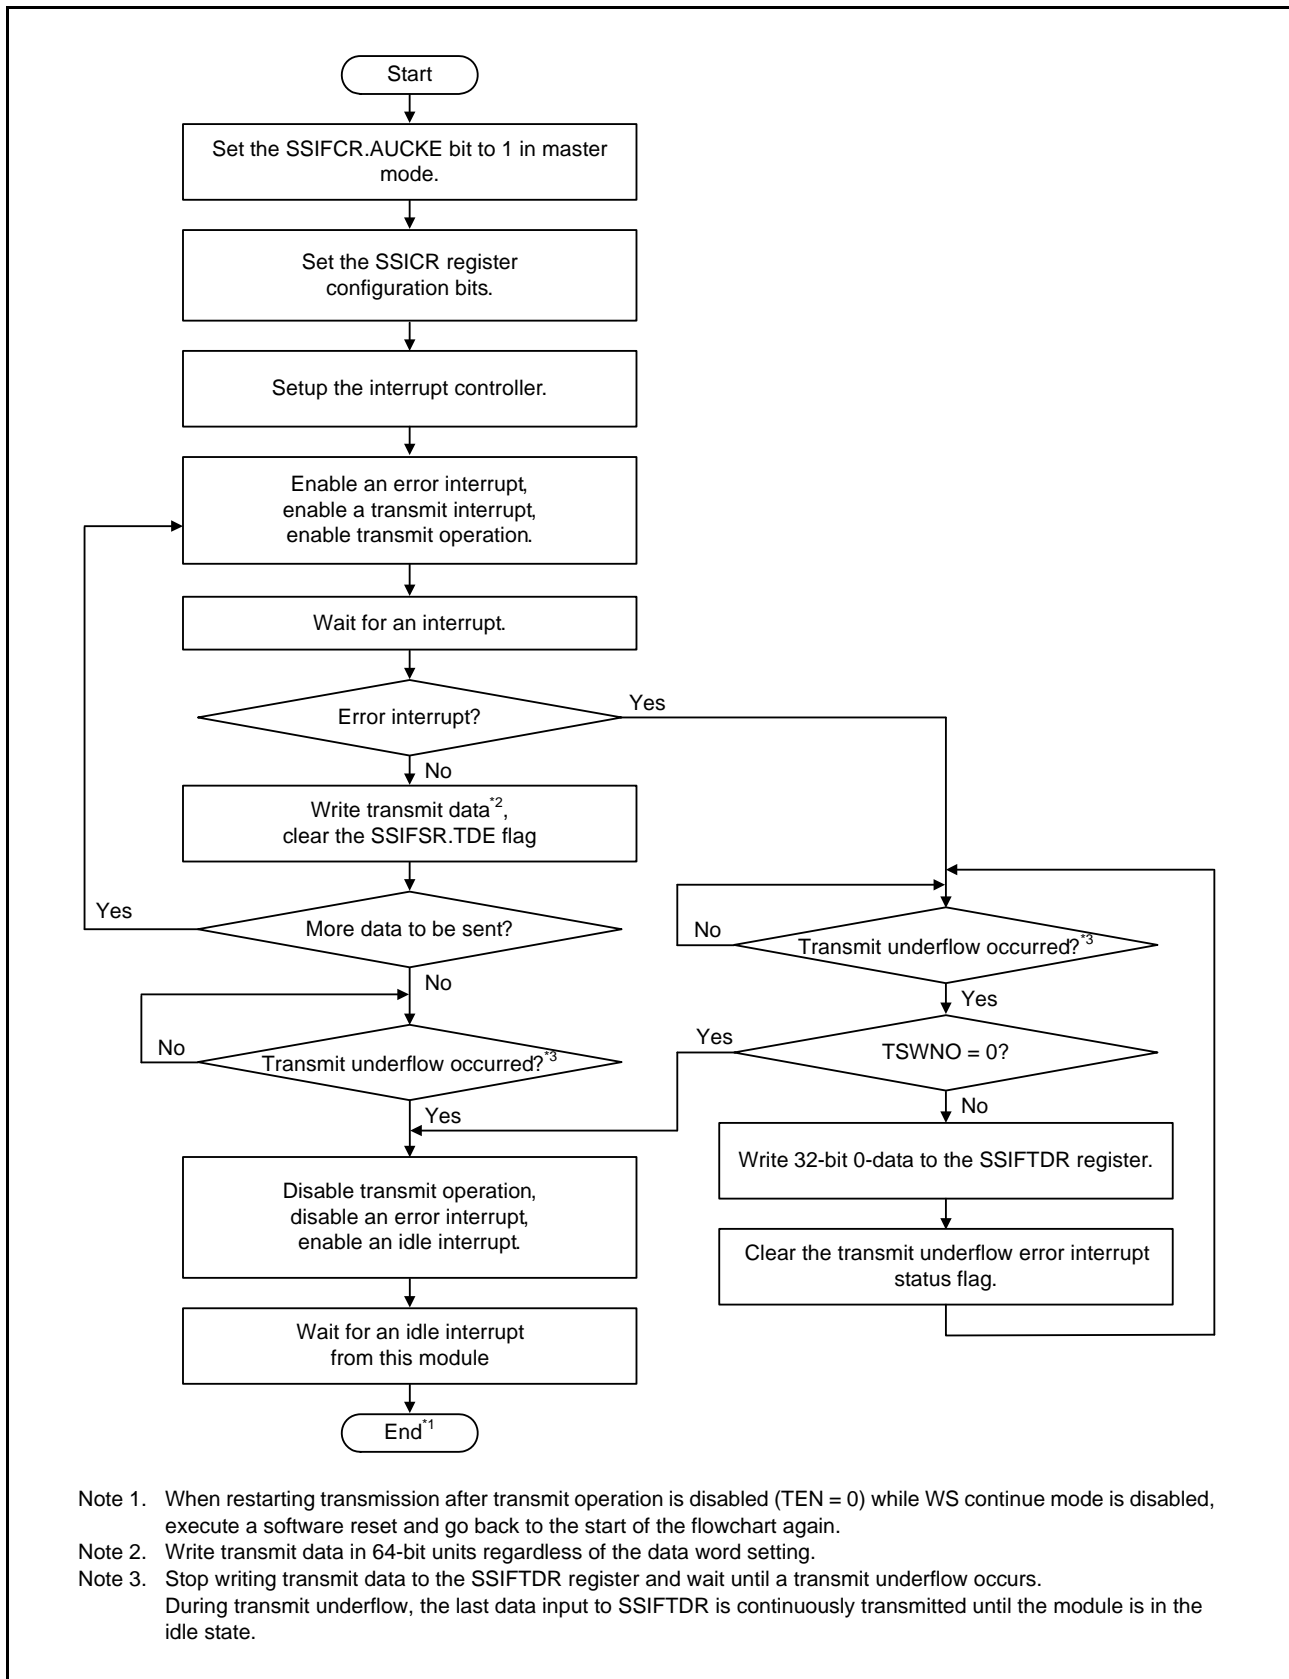 Start
Set the SSIFCR.AUCKE bit to 1 in master
mode.
Set the SSICR register
configuration bits.
Setup the interrupt controller.
Enable an error interrupt,
enable a transmit interrupt,
enable transmit operation.
Wait for an interrupt.
Error interrupt?
Yes
No
Write transmit data*2,
clear the SSIFSR.TDE flag
More data to be sent?
Yes
No
Transmit underflow occurred?*3
No
Yes
Transmit underflow occurred?*3
No
Yes
TSWNO = 0?
Yes
No
Write 32-bit 0-data to the SSIFTDR register.
Clear the transmit underflow error interrupt
status flag.
Disable transmit operation,
disable an error interrupt,
enable an idle interrupt.
Wait for an idle interrupt
from this module
End*1
Note 1. When restarting transmission after transmit operation is disabled (TEN = 0) while WS continue mode is disabled,
execute a software reset and go back to the start of the flowchart again.
Note 2. Write transmit data in 64-bit units regardless of the data word setting.
Note 3. Stop writing transmit data to the SSIFTDR register and wait until a transmit underflow occurs.
During transmit underflow, the last data input to SSIFTDR is continuously transmitted until the module is in the
idle state.